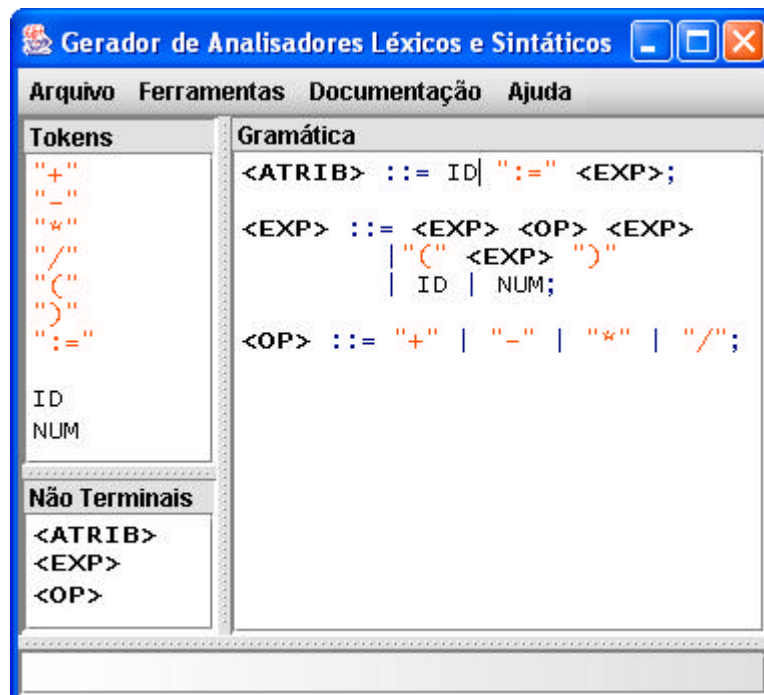 Gerador de Analisadores Léxicos e Sintáticos
Arquivo Ferramentas Documentação Ajuda
Tokens
"+"
"-"
"*"
"/"
"("
")"
":="
ID
NUM
Não Terminais
<ATRIB>
<EXP>
<OP>
Gramática
<ATRIB> ::= ID ":=" <EXP>;
<EXP> ::= <EXP> <OP> <EXP>
|"(" <EXP> ")"
| ID | NUM;
<OP> ::= "+" | "-" | "*" | "/";